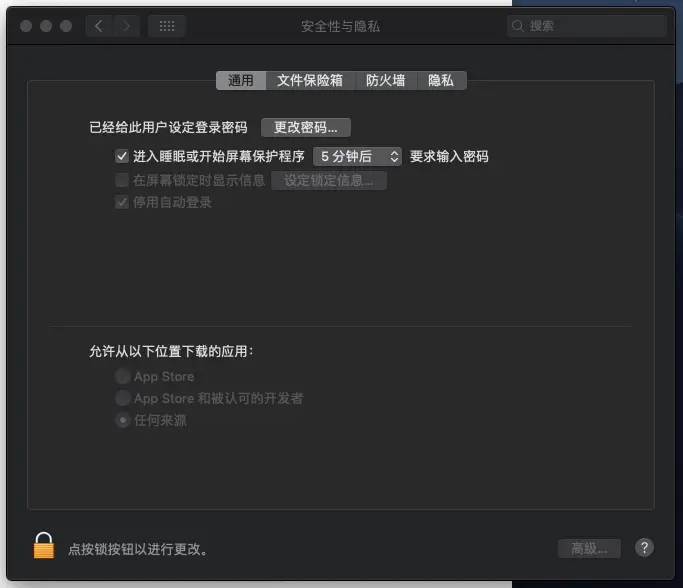 安全性与隐私
搜索
通用 文件保险箱 防火墙 隐私
已经给此用户设定登录密码 更改密码...
进入睡眠或开始屏幕保护程序 5 分钟后 要求输入密码
在屏幕锁定时显示信息 设定锁定信息...
停用自动登录
允许从以下位置下载的应用：
App Store
App Store 和被认可的开发者
任何来源
点按锁按钮以进行更改。
高级... ?